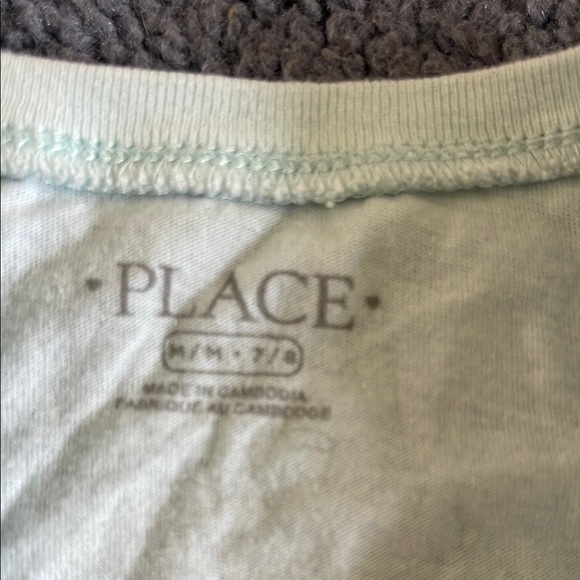 PLACE
M/M • 7/8
MADE IN CAMBODIA
FABRIQUÉ AU CAMBODGE